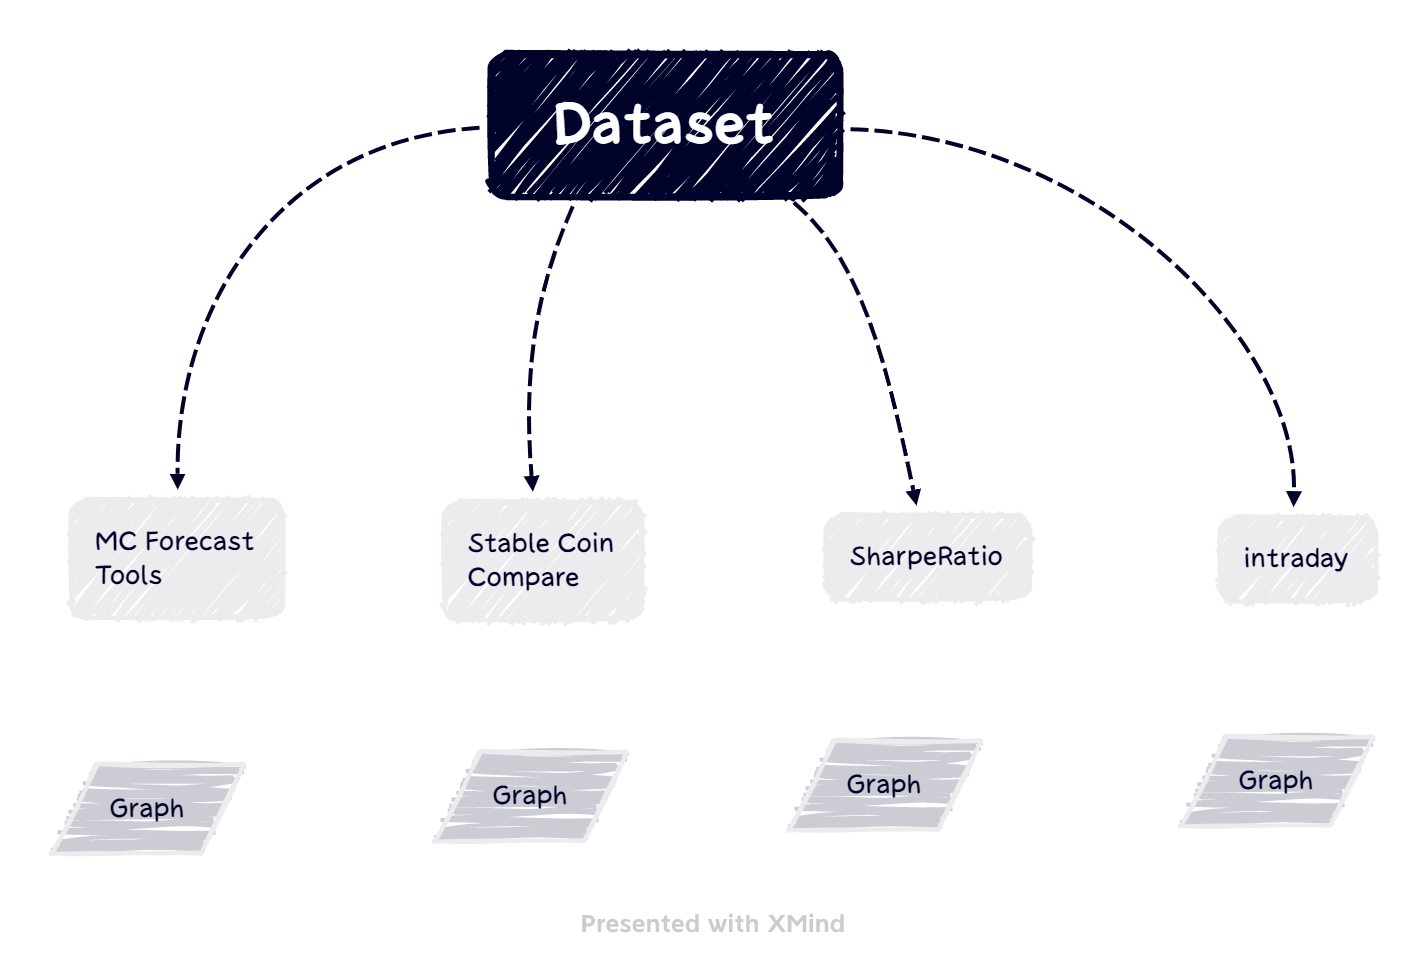 Dataset
MC Forecast
Tools
Stable Coin
Compare
SharpeRatio
intraday
Graph
Graph
Graph
Graph
Presented with XMind